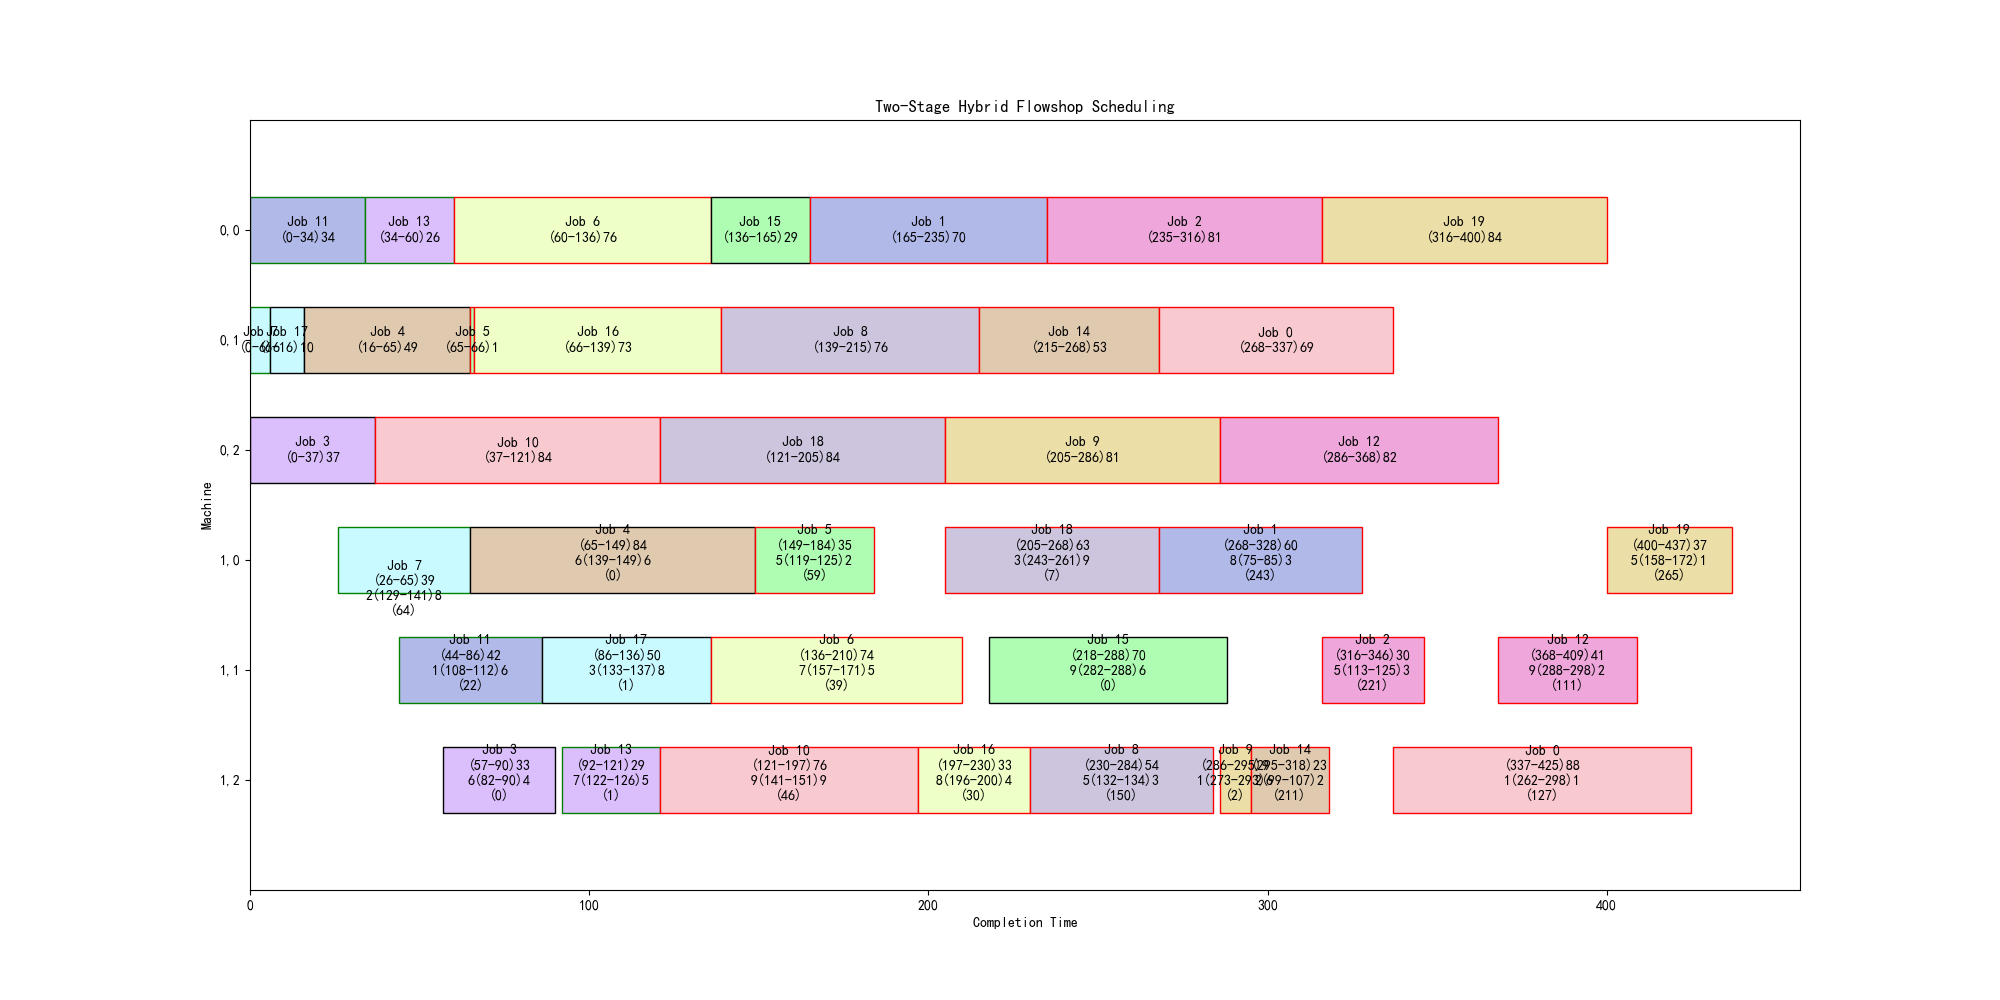 Two-Stage Hybrid Flowshop Scheduling
Machine
0,0
Job 11
(0-34)34
Job 13
(34-60)26
Job 6
(60-136)76
Job 15
(136-165)29
Job 1
(165-235)70
Job 2
(235-316)81
Job 19
(316-400)84
0,1
Job 7
Job 17
Job 4
(16-65)49
Job 5
(65-66)1
Job 16
(66-139)73
Job 8
(139-215)76
Job 14
(215-268)53
Job 0
(268-337)69
0,2
Job 3
(0-37)37
Job 10
(37-121)84
Job 18
(121-205)84
Job 9
(205-286)81
Job 12
(286-368)82
1,0
Job 7
(26-65)39
2(129-141)8
(64)
Job 4
(65-149)84
6(139-149)6
(0)
Job 5
(149-184)35
5(119-125)2
(59)
Job 18
(205-268)63
3(243-261)9
(7)
Job 1
(268-328)60
8(75-85)3
(243)
Job 19
(400-437)37
5(158-172)1
(265)
1,1
Job 11
(44-86)42
1(108-112)6
(22)
Job 17
(86-136)50
3(133-137)8
(1)
Job 6
(136-210)74
7(157-171)5
(39)
Job 15
(218-288)70
9(282-288)6
(0)
Job 2
(316-346)30
5(113-125)3
(221)
Job 12
(368-409)41
9(288-298)2
(111)
1,2
Job 3
(57-90)33
6(82-90)4
(0)
Job 13
(92-121)29
7(122-126)5
(1)
Job 10
(121-197)76
9(141-151)9
(46)
Job 16
(197-230)33
8(196-200)4
(30)
Job 8
(230-284)54
5(132-134)3
(150)
Job 9
(286-295)9
(2)
Job 14
(295-318)23
(211)
Job 0
(337-425)88
1(262-298)1
(127)
0
100
200
300
400
Completion Time